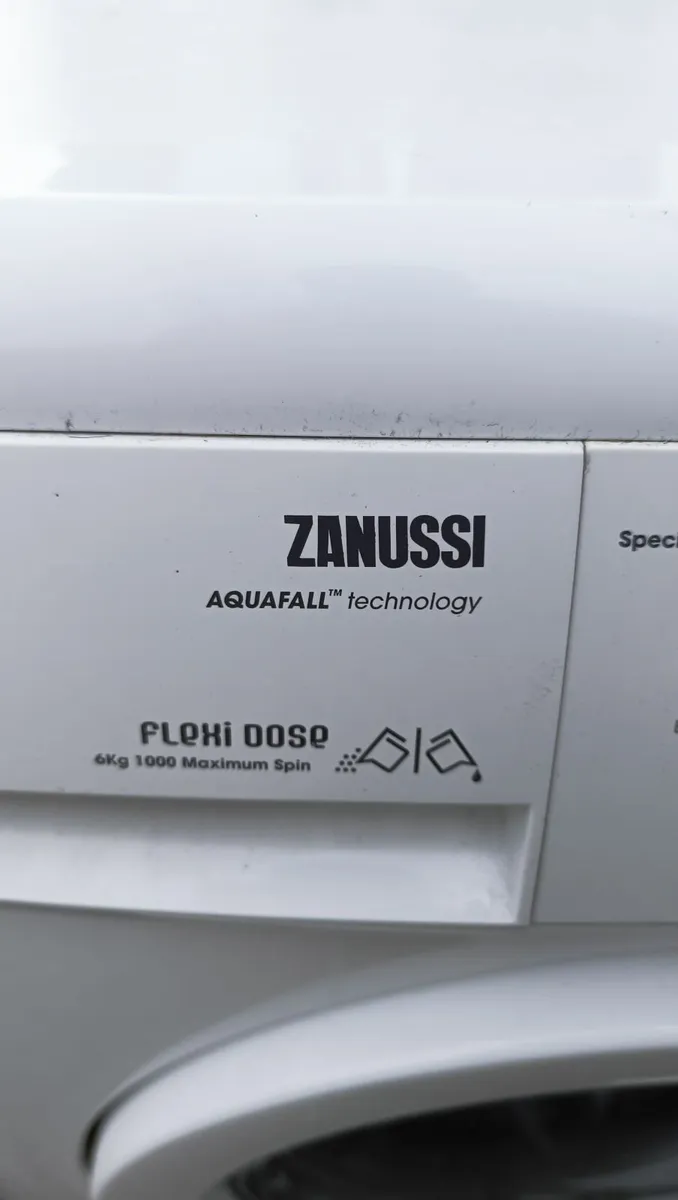 ZANUSSI
AQUAFALL™ technology
FLEXI DOSE
6Kg 1000 Maximum Spin